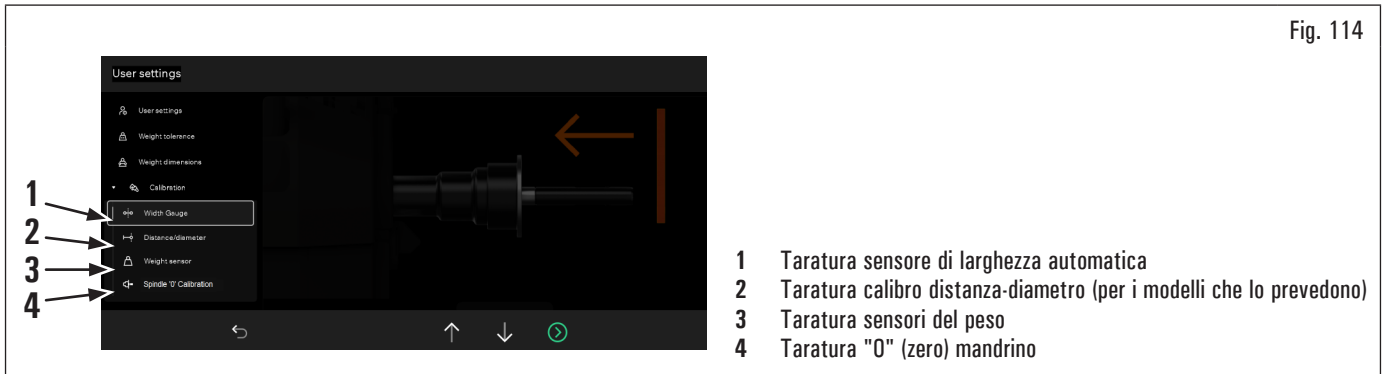 Fig. 114
User settings
User settings
Weight tolerance
Weight dimensions
Calibration
Width Gauge
Distance/diameter
Weight sensor
Spindle '0' Calibration
1
2
3
4
1 Taratura sensore di larghezza automatica
2 Taratura calibro distanza-diametro (per i modelli che lo prevedono)
3 Taratura sensori del peso
4 Taratura "0" (zero) mandrino